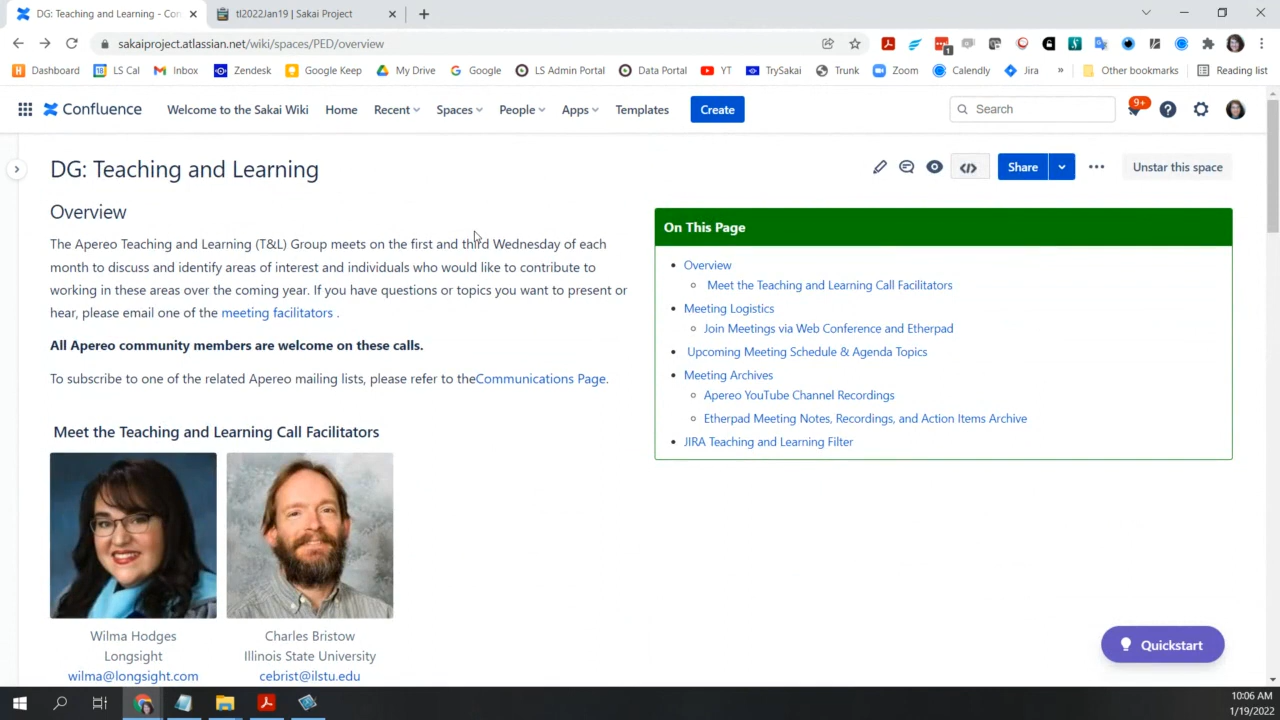 DG: Teaching and Learning - Con
tl2022Jan19 | Sakai Project
sakaiproject.atlassian.net/wiki/spaces/PED/overview
Dashboard
LS Cal
Inbox
Zendesk
Google Keep
My Drive
Google
LS Admin Portal
Data Portal
YT
TrySakai
Trunk
Zoom
Calendly
Jira
»
Other bookmarks
Reading list
Confluence
Welcome to the Sakai Wiki
Home
Recent
Spaces
People
Apps
Templates
Create
Search
9+
DG: Teaching and Learning
Share
Unstar this space
Overview
The Apereo Teaching and Learning (T&L) Group meets on the first and third Wednesday of each
month to discuss and identify areas of interest and individuals who would like to contribute to
working in these areas over the coming year. If you have questions or topics you want to present or
hear, please email one of the meeting facilitators .
All Apereo community members are welcome on these calls.
To subscribe to one of the related Apereo mailing lists, please refer to theCommunications Page.
Meet the Teaching and Learning Call Facilitators
Wilma Hodges
Longsight
wilma@longsight.com
Charles Bristow
Illinois State University
cebrist@ilstu.edu
On This Page
Overview
Meet the Teaching and Learning Call Facilitators
Meeting Logistics
Join Meetings via Web Conference and Etherpad
Upcoming Meeting Schedule & Agenda Topics
Meeting Archives
Apereo YouTube Channel Recordings
Etherpad Meeting Notes, Recordings, and Action Items Archive
JIRA Teaching and Learning Filter
Quickstart
10:06 AM
1/19/2022